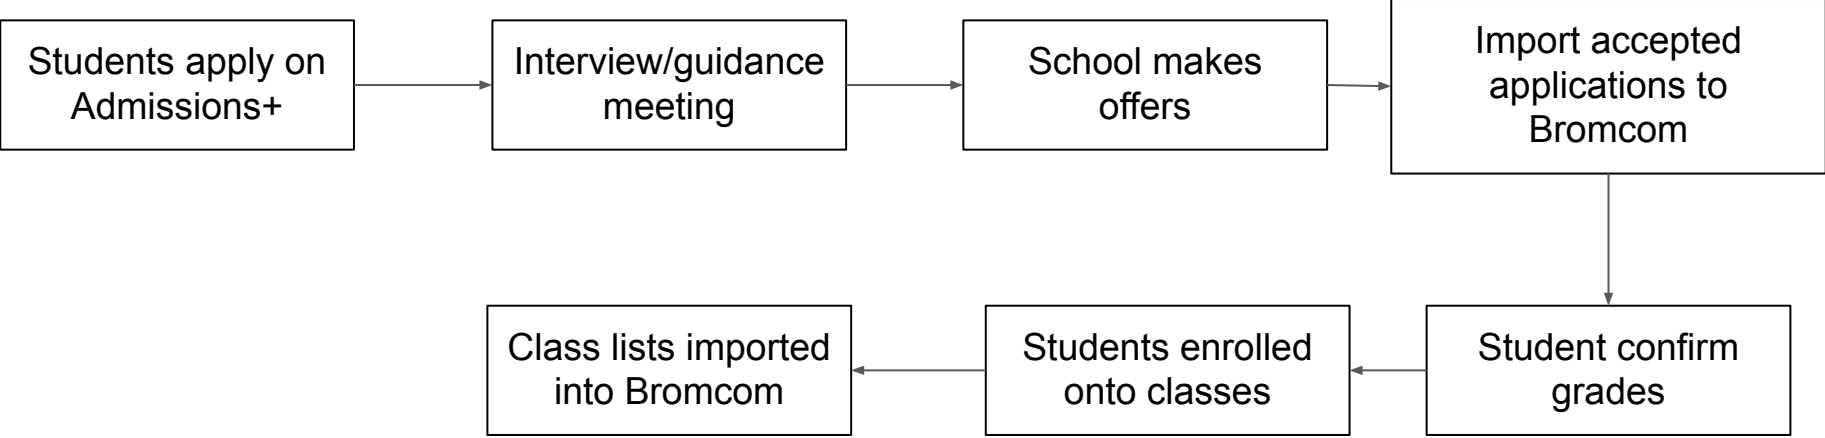 Students apply on
Admissions+
Interview/guidance
meeting
School makes
offers
Import accepted
applications to
Bromcom
Student confirm
grades
Students enrolled
onto classes
Class lists imported
into Bromcom